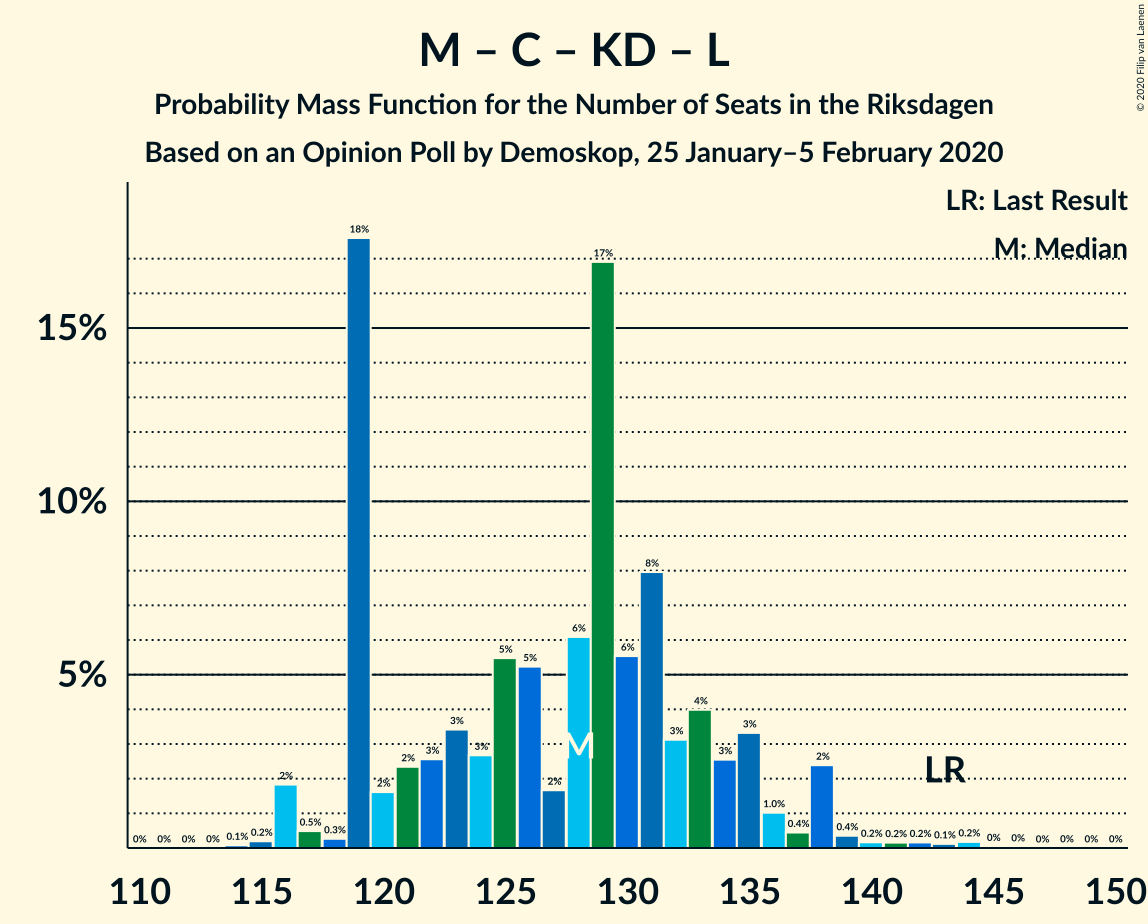 © 2020 Filip van Laenen
M – C – KD – L
Probability Mass Function for the Number of Seats in the Riksdagen
Based on an Opinion Poll by Demoskop, 25 January–5 February 2020
LR: Last Result
M: Median
15%
10%
5%
0% 0% 0% 0% 0.1% 0.2% 2% 0.5% 0.3% 18% 2% 2% 3% 3% 3% 5% 5% 2% 6% 17% 6% 8% 3% 4% 3% 3% 1.0% 0.4% 2% 0.4% 0.2% 0.2% 0.2% 0.1% 0.2% 0% 0% 0% 0% 0% 0%
M
LR
110 115 120 125 130 135 140 145 150